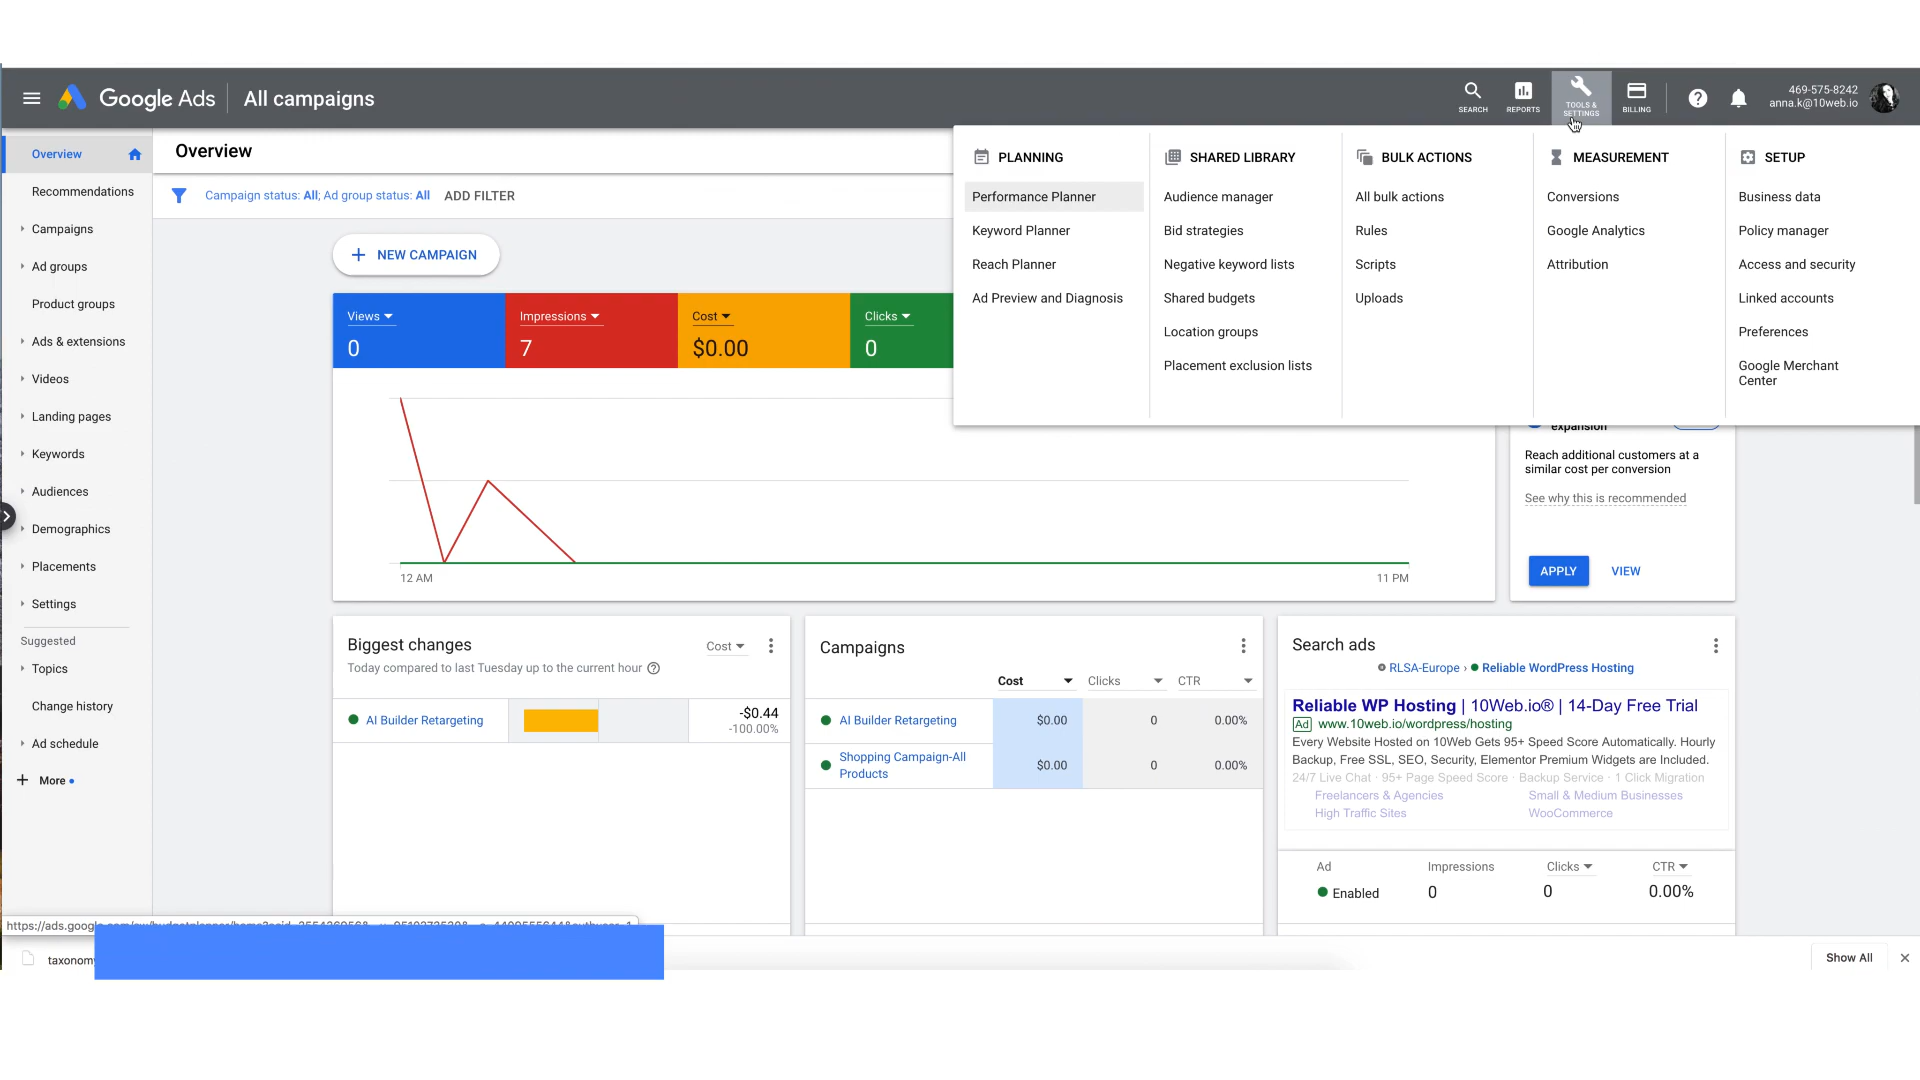 Google Ads
All campaigns
SEARCH
REPORTS
TOOLS &
SETTINGS
BILLING
469-575-8242
anna.k@10web.io
Overview
Recommendations
Campaigns
Ad groups
Product groups
Ads & extensions
Videos
Landing pages
Keywords
Audiences
Demographics
Placements
Settings
Suggested
Topics
Change history
Ad schedule
More
Overview
Campaign status: All; Ad group status: All
ADD FILTER
NEW CAMPAIGN
PLANNING
Performance Planner
Keyword Planner
Reach Planner
Ad Preview and Diagnosis
SHARED LIBRARY
Audience manager
Bid strategies
Negative keyword lists
Shared budgets
Location groups
Placement exclusion lists
BULK ACTIONS
All bulk actions
Rules
Scripts
Uploads
MEASUREMENT
Conversions
Google Analytics
Attribution
SETUP
Business data
Policy manager
Access and security
Linked accounts
Preferences
Google Merchant
Center
Views
0
Impressions
7
Cost
$0.00
Clicks
0
12 AM
11 PM
expansion
Reach additional customers at a
similar cost per conversion
See why this is recommended
APPLY
VIEW
Biggest changes
Cost
Today compared to last Tuesday up to the current hour
AI Builder Retargeting
-$0.44
-100.00%
Campaigns
Cost Clicks CTR
AI Builder Retargeting $0.00 0 0.00%
Shopping Campaign-All
Products
$0.00 0 0.00%
Search ads
RLSA-Europe › Reliable WordPress Hosting
Reliable WP Hosting | 10Web.io® | 14-Day Free Trial
Ad www.10web.io/wordpress/hosting
Every Website Hosted on 10Web Gets 95+ Speed Score Automatically. Hourly
Backup, Free SSL, SEO, Security, Elementor Premium Widgets are Included.
24/7 Live Chat · 95+ Page Speed Score · Backup Service · 1 Click Migration
Freelancers & Agencies Small & Medium Businesses
High Traffic Sites WooCommerce
Ad Impressions Clicks CTR
Enabled 0 0 0.00%
https://ads.goog
taxonomy
Show All